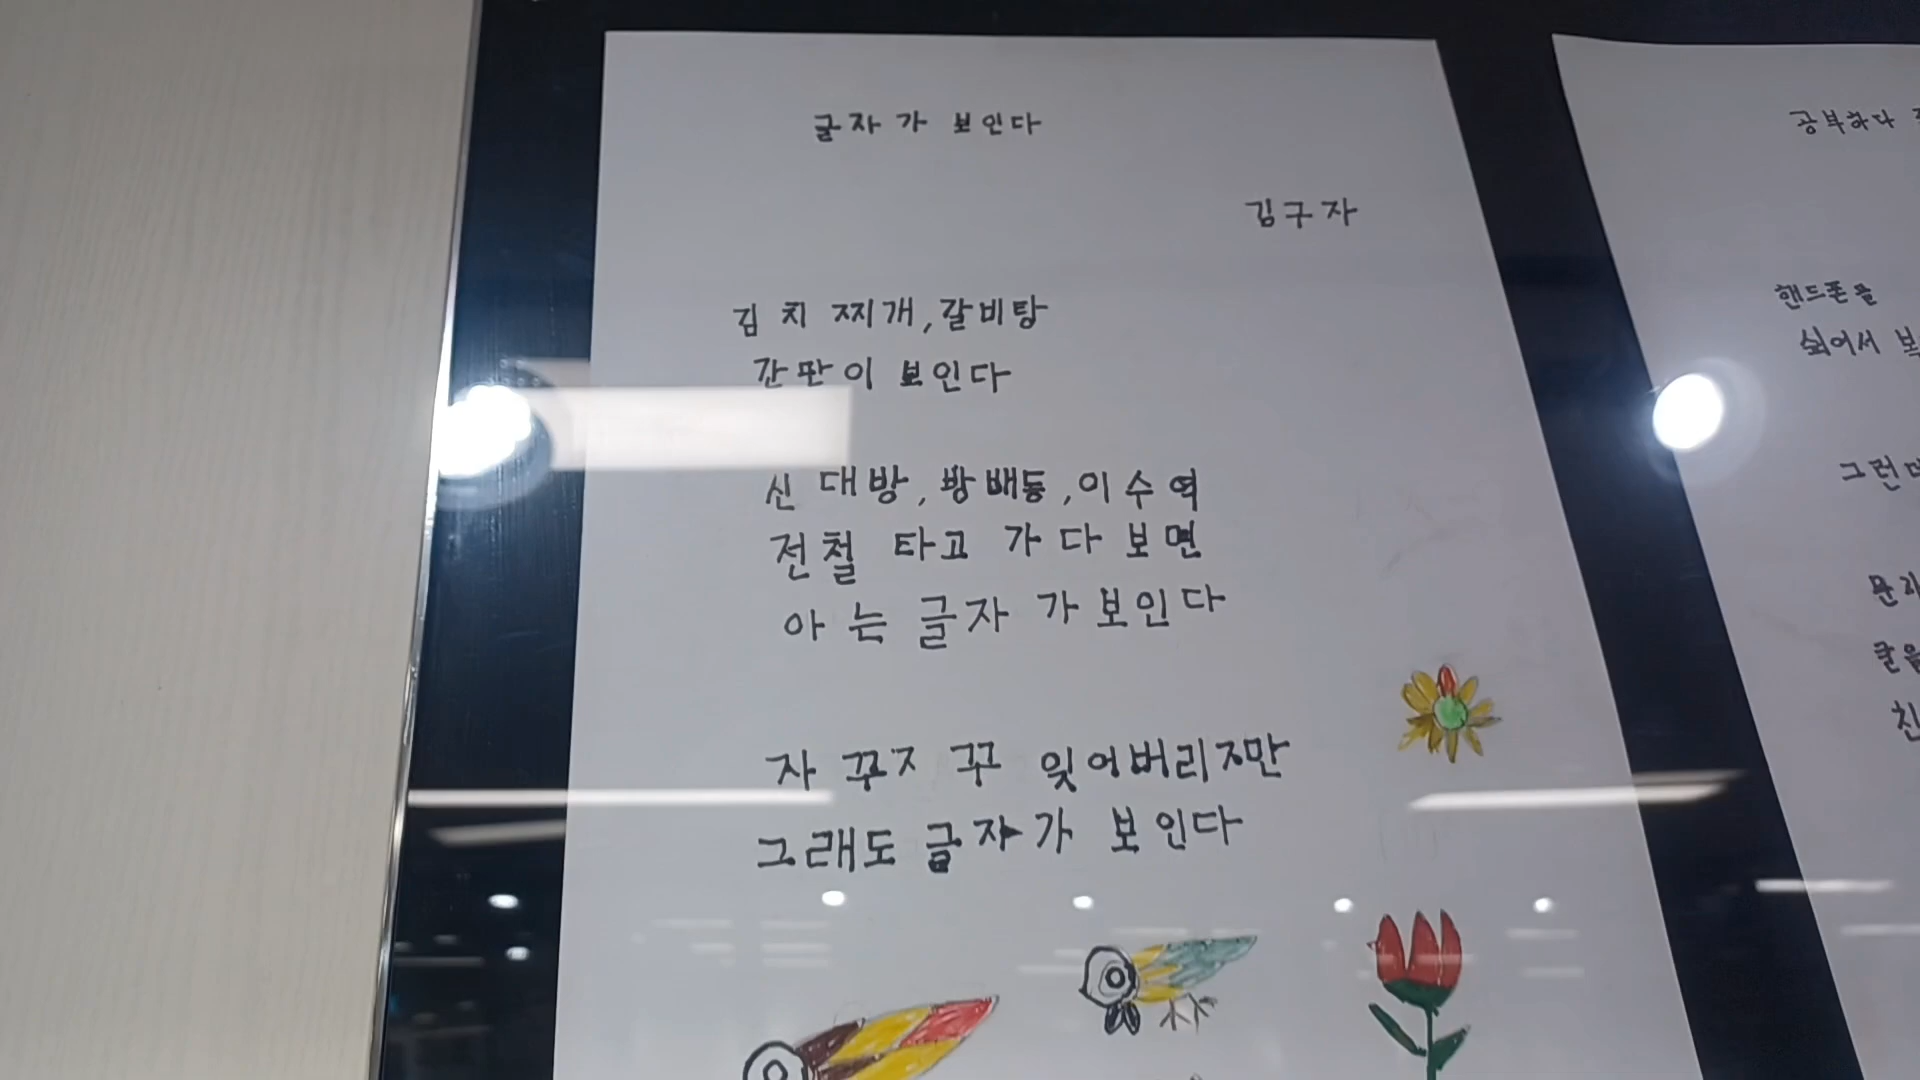 글자가 보인다
김구자
김치찌개,갈비탕
간판이 보인다
신대방,방배동,이수역
전철 타고 가다 보면
아는 글자가 보인다
자꾸자꾸 잊어버리지만
그래도 글자가 보인다
공부하다
핸드폰을
그런데